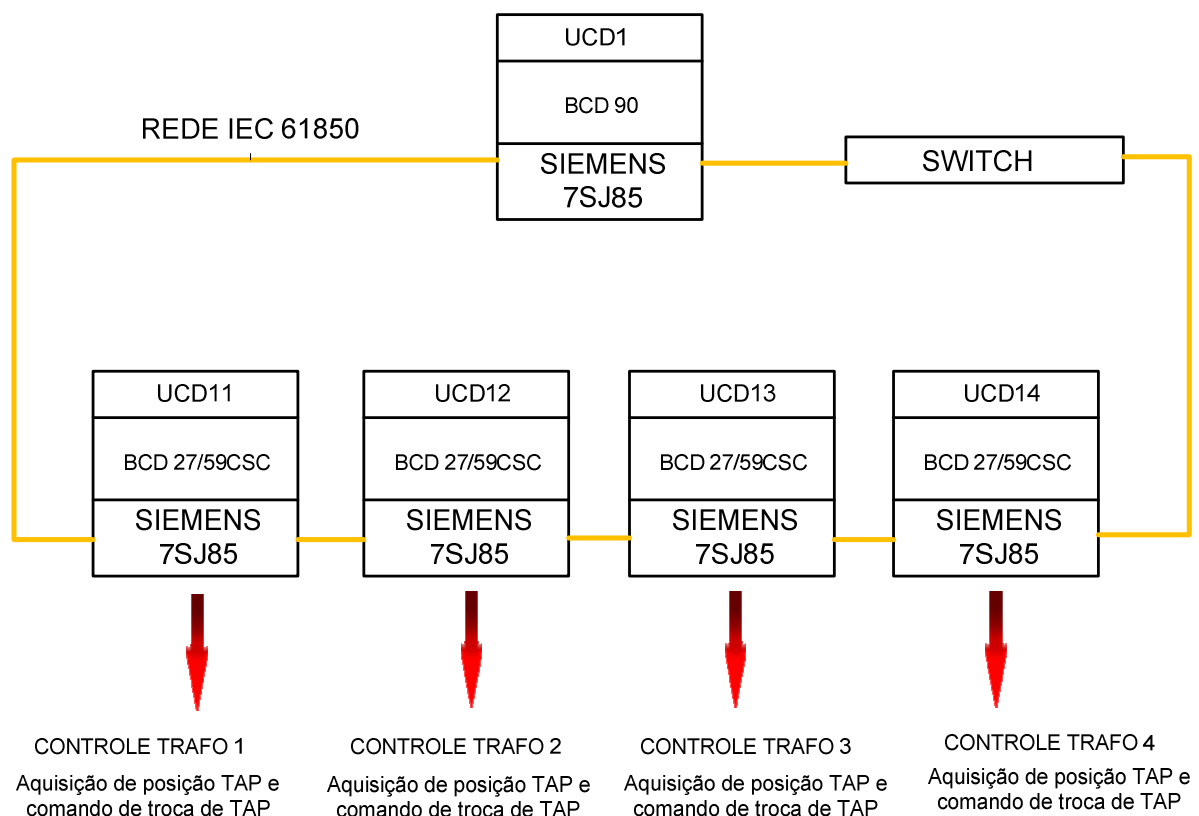 UCD1
BCD 90
REDE IEC 61850
SIEMENS
7SJ85
SWITCH
UCD11
BCD 27/59CSC
SIEMENS
7SJ85
UCD12
BCD 27/59CSC
SIEMENS
7SJ85
UCD13
BCD 27/59CSC
SIEMENS
7SJ85
UCD14
BCD 27/59CSC
SIEMENS
7SJ85
CONTROLE TRAFO 1
Aquisição de posição TAP e
comando de troca de TAP
CONTROLE TRAFO 2
Aquisição de posição TAP e
comando de troca de TAP
CONTROLE TRAFO 3
Aquisição de posição TAP e
comando de troca de TAP
CONTROLE TRAFO 4
Aquisição de posição TAP e
comando de troca de TAP